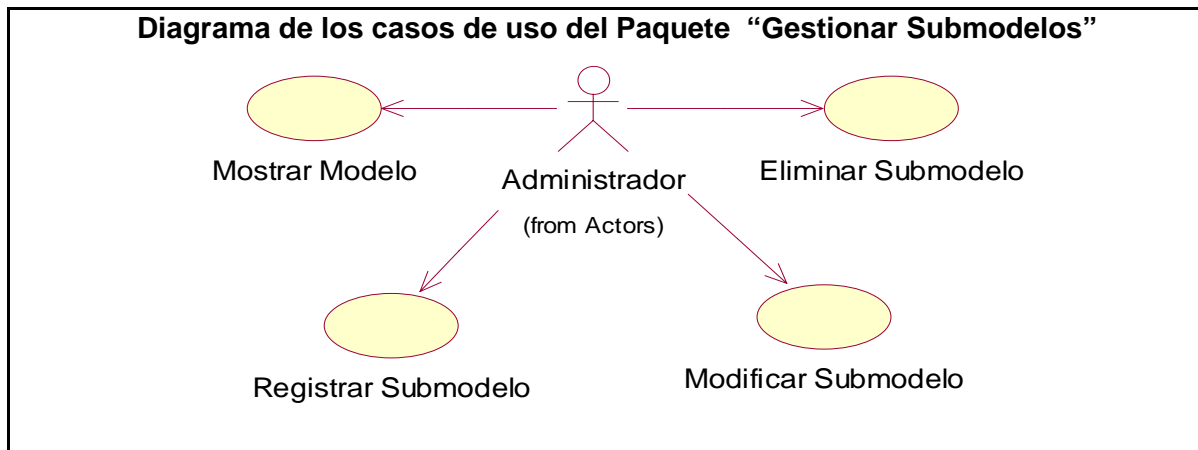 Diagrama de los casos de uso del Paquete “Gestionar Submodelos”
Mostrar Modelo
Administrador
(from Actors)
Eliminar Submodelo
Registrar Submodelo
Modificar Submodelo